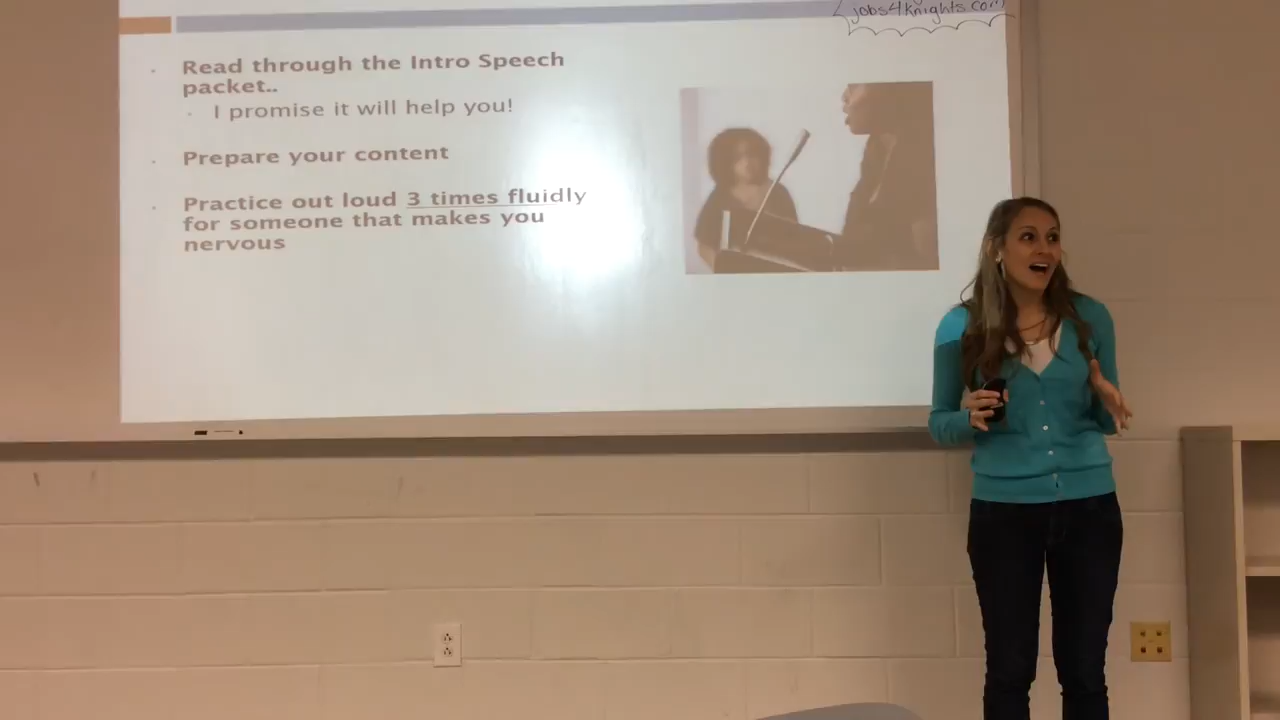 jobs4knights.com
Read through the Intro Speech
packet..
I promise it will help you!
Prepare your content
Practice out loud 3 times fluidly
for someone that makes you
nervous